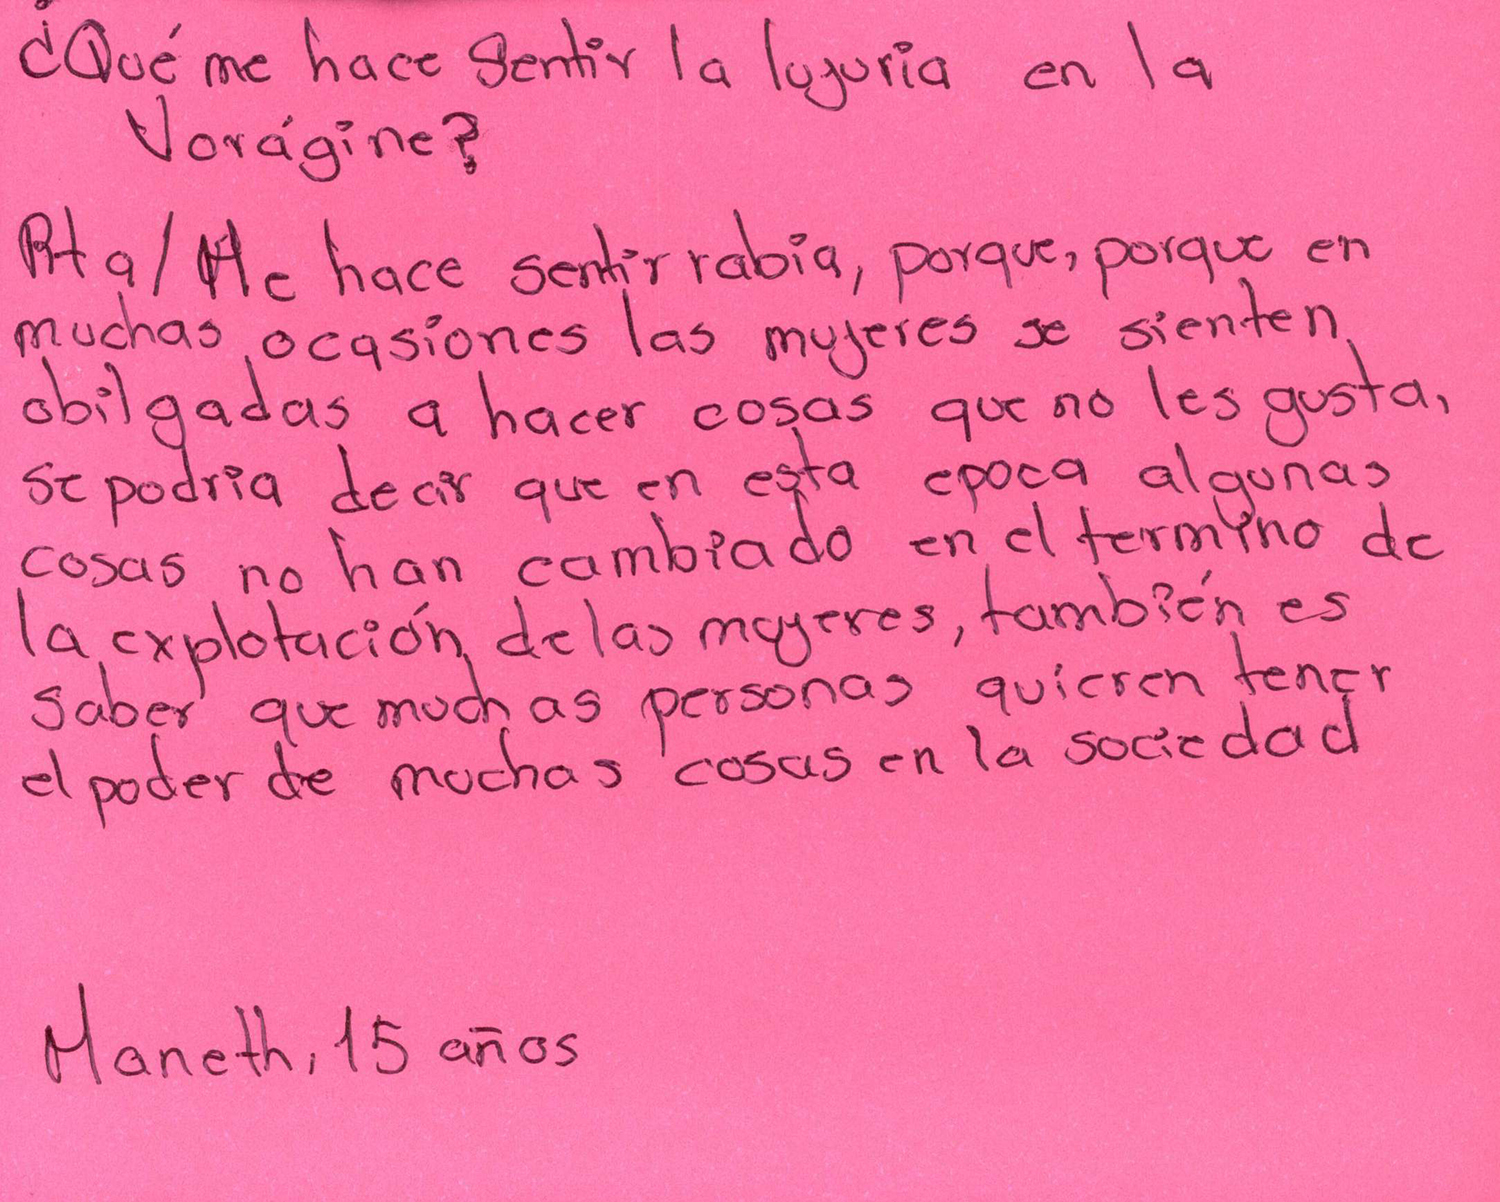 ¿Qué me hace sentir la lujuria en la
Vorágine?
Rta/ Me hace sentir rabia, porque, porque en
muchas ocasiones las mujeres se sienten
obilgadas a hacer cosas que no les gusta,
se podria decir que en esta epoca algunas
cosas no han cambiado en el termino de
la explotación de las mujeres, también es
saber que muchas personas quieren tener
el poder de muchas cosas en la sociedad
Maneth, 15 años